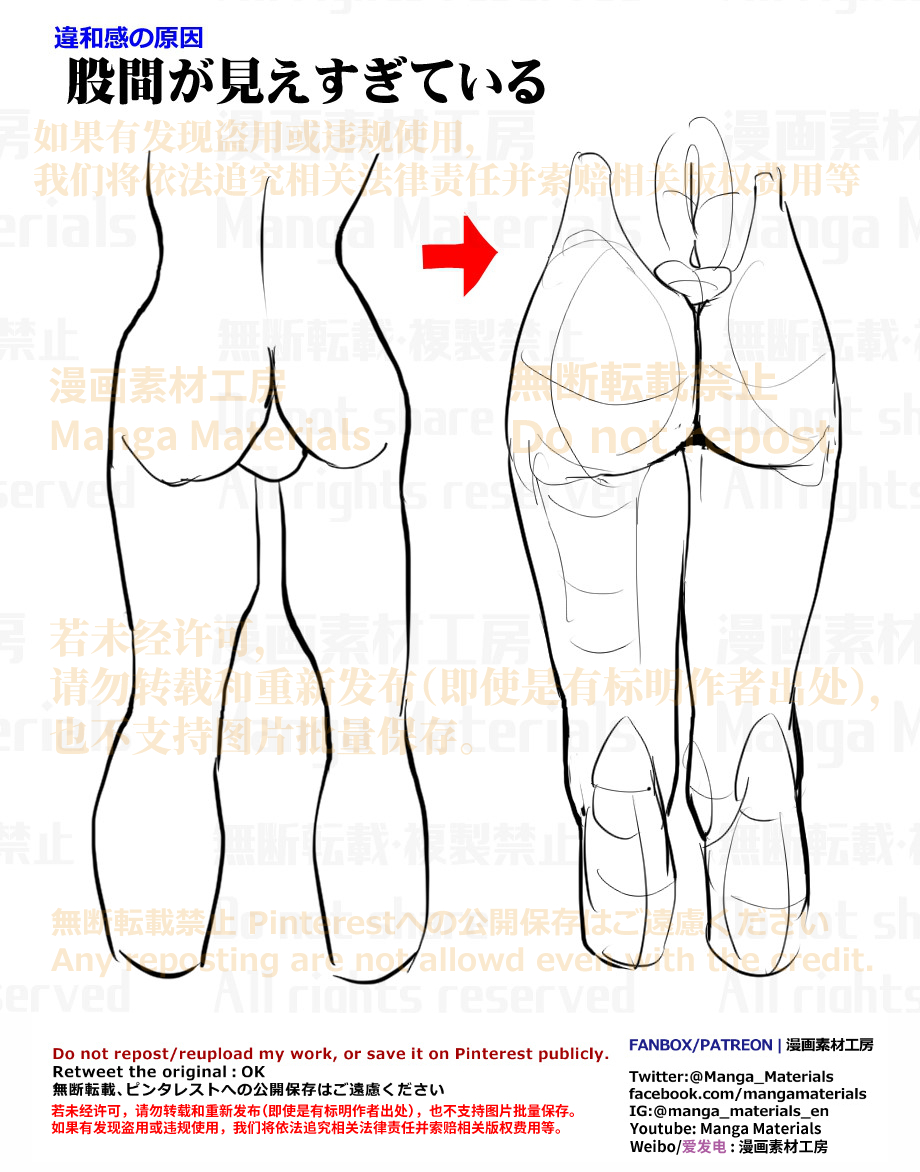 違和感の原因
股間が見えすぎている
如果有发现盗用或违规使用,
我们将依法追究相关法律责任并索赔相关版权费用等
漫画素材工房
Manga Materials
無断転載·複製禁止
Do not share
All rights reserved
漫画素材工房
Manga Materials
無断転載禁止
Do not repost
若未经许可,
请勿转载和重新发布(即使是有标明作者出处),
也不支持图片批量保存。
無断転載禁止 Pinterestへの公開保存はご遠慮ください
Any reposting are not allowd even with the credit.
Do not repost/reupload my work, or save it on Pinterest publicly.
Retweet the original : OK
無断転載、ピンタレストへの公開保存はご遠慮ください
若未经许可，请勿转载和重新发布(即使是有标明作者出处)，也不支持图片批量保存。
如果有发现盗用或违规使用，我们将依法追究相关法律责任并索赔相关版权费用等。
FANBOX/PATREON | 漫画素材工房
Twitter:@Manga_Materials
facebook.com/mangamaterials
IG:@manga_materials_en
Youtube: Manga Materials
Weibo/爱发电 : 漫画素材工房